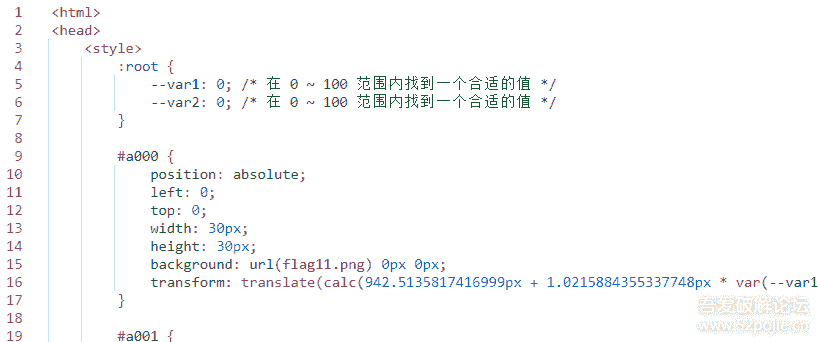 1 <html>
2 <head>
3 <style>
4 :root {
5 --var1: 0; /* 在 0 ~ 100 范围内找到一个合适的值 */
6 --var2: 0; /* 在 0 ~ 100 范围内找到一个合适的值 */
7 }
8
9 #a000 {
10 position: absolute;
11 left: 0;
12 top: 0;
13 width: 30px;
14 height: 30px;
15 background: url(flag11.png) 0px 0px;
16 transform: translate(calc(942.5135817416999px + 1.0215884355337748px * var(--var1
17 }
18
19 #a001 {
吾爱破解论坛
www.52pojie.cn